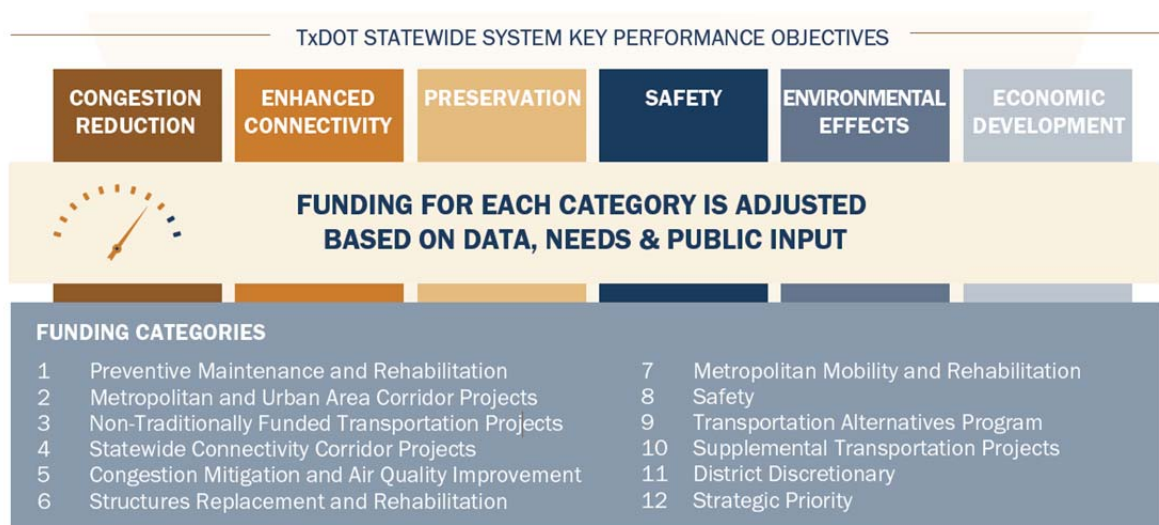 TxDOT STATEWIDE SYSTEM KEY PERFORMANCE OBJECTIVES
CONGESTION
REDUCTION
ENHANCED
CONNECTIVITY
PRESERVATION
SAFETY
ENVIRONMENTAL
EFFECTS
ECONOMIC
DEVELOPMENT
FUNDING FOR EACH CATEGORY IS ADJUSTED
BASED ON DATA, NEEDS & PUBLIC INPUT
FUNDING CATEGORIES
1 Preventive Maintenance and Rehabilitation
2 Metropolitan and Urban Area Corridor Projects
3 Non-Traditionally Funded Transportation Projects
4 Statewide Connectivity Corridor Projects
5 Congestion Mitigation and Air Quality Improvement
6 Structures Replacement and Rehabilitation
7 Metropolitan Mobility and Rehabilitation
8 Safety
9 Transportation Alternatives Program
10 Supplemental Transportation Projects
11 District Discretionary
12 Strategic Priority